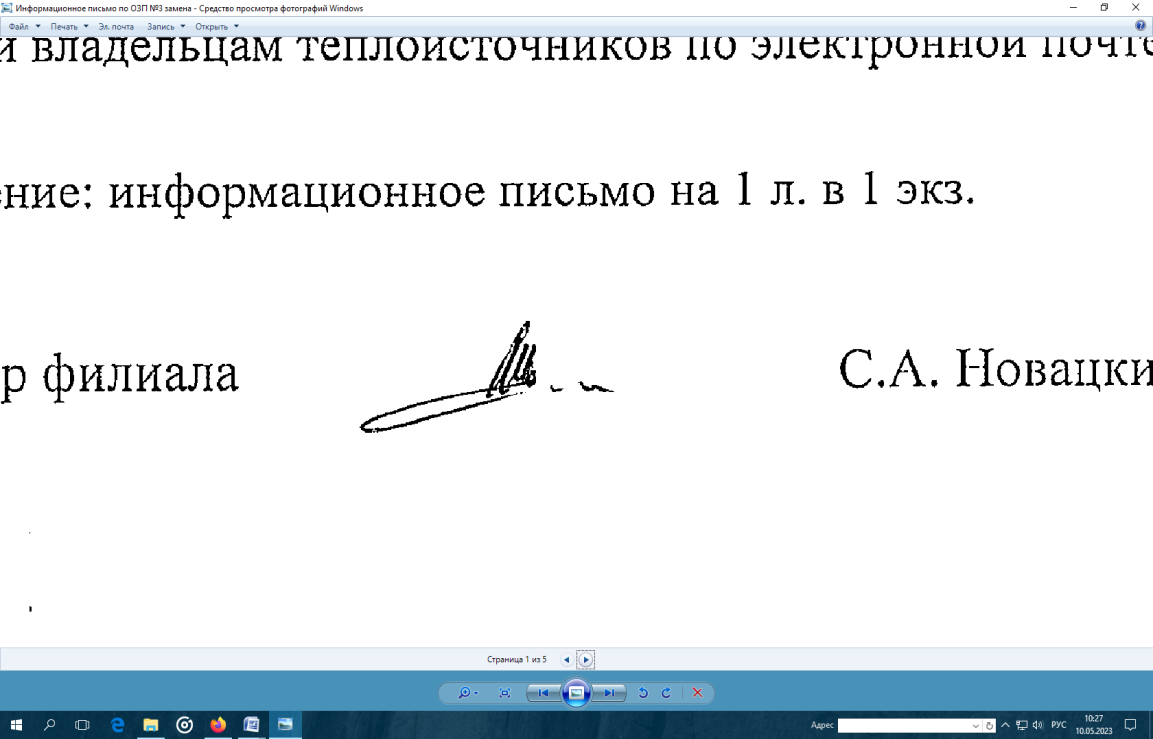 Информационное письмо по ОЗП №3 замена - Средство просмотра фотографий Windows
Файл Печать Эл. почта Запись Открыть
й владельцам теплоисточников по электронной почте
ение: информационное письмо на 1 л. в 1 экз.
р филиала С.А. Новацки
Страница 1 из 5
Адрес РУС 10:27
10.05.2023